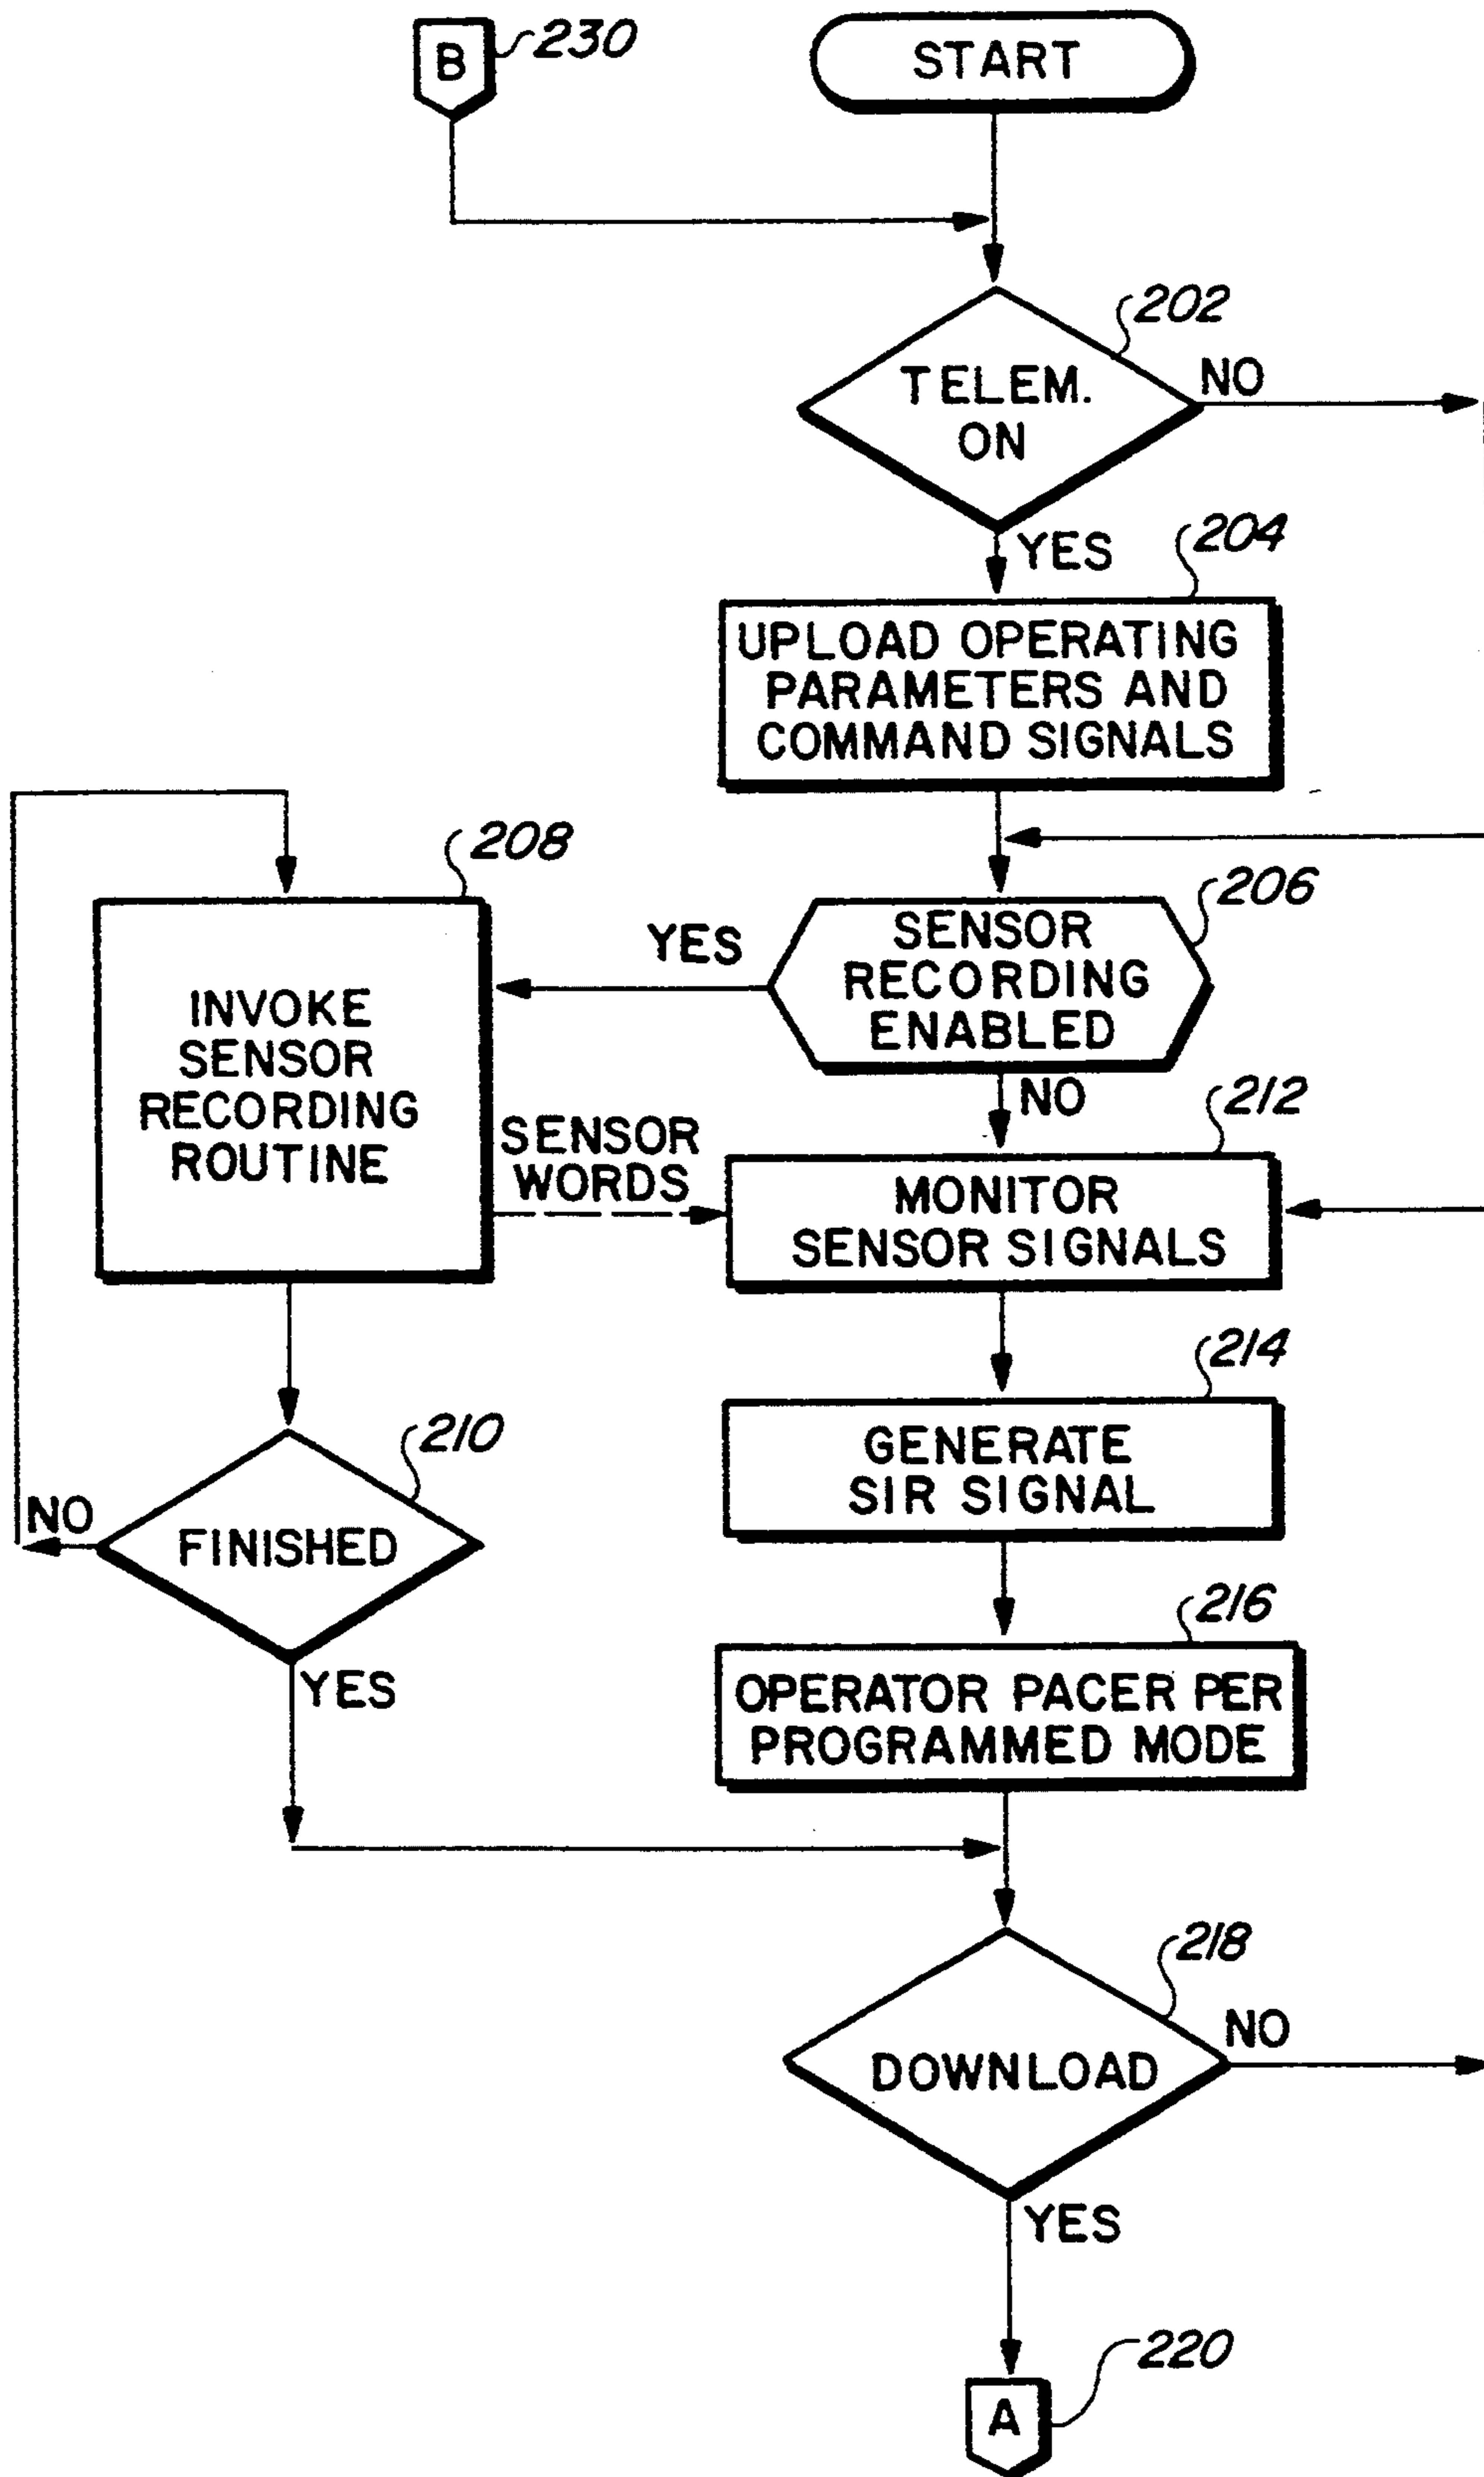 B
230
START
202
TELEM.
ON
NO
YES
204
UPLOAD OPERATING
PARAMETERS AND
COMMAND SIGNALS
208
206
SENSOR
RECORDING
ENABLED
YES
NO
INVOKE
SENSOR
RECORDING
ROUTINE
SENSOR
WORDS
212
MONITOR
SENSOR SIGNALS
214
GENERATE
SIR SIGNAL
210
FINISHED
NO
YES
216
OPERATOR PACER PER
PROGRAMMED MODE
218
DOWNLOAD
NO
YES
A
220